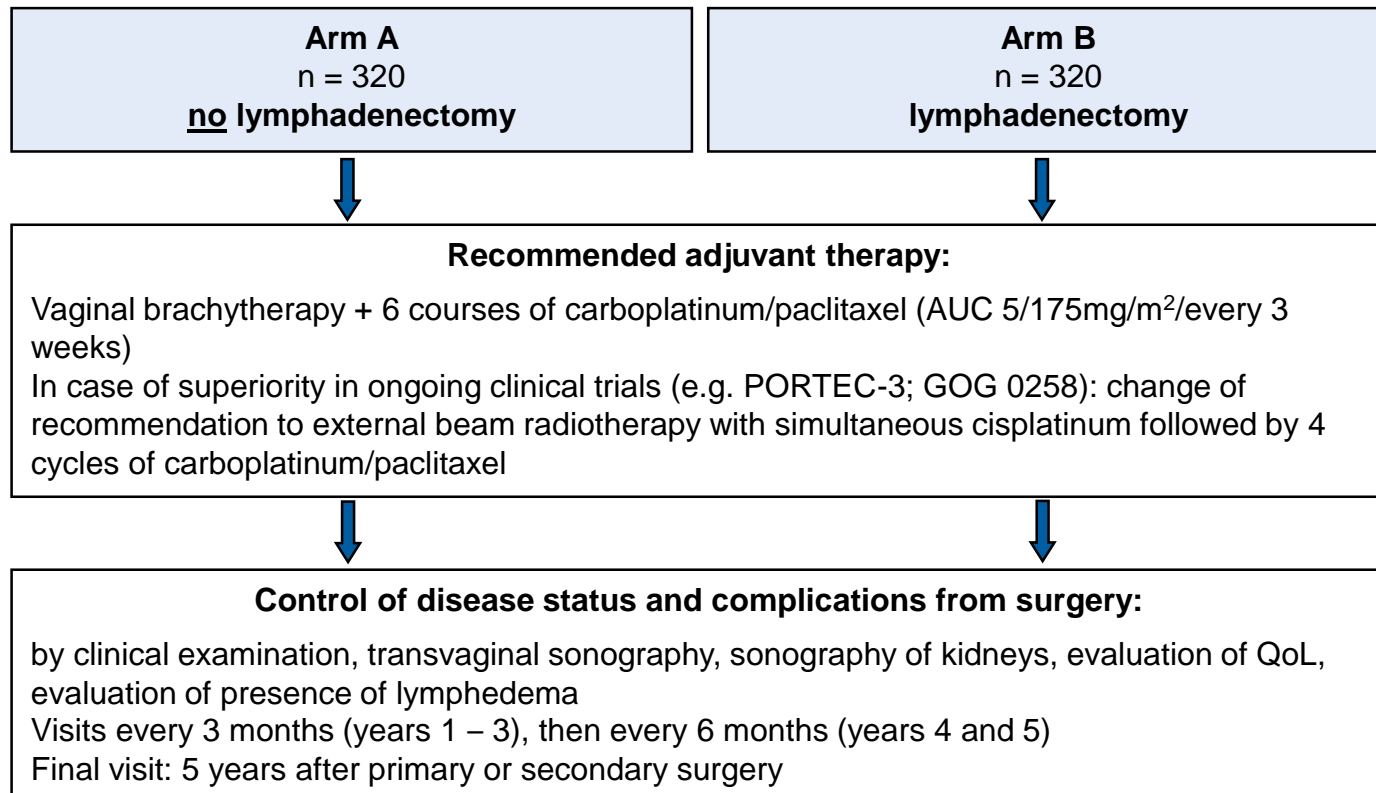 Arm A
n = 320
no lymphadenectomy
Arm B
n = 320
lymphadenectomy
Recommended adjuvant therapy:
Vaginal brachytherapy + 6 courses of carboplatinum/paclitaxel (AUC 5/175mg/m²/every 3
weeks)
In case of superiority in ongoing clinical trials (e.g. PORTEC-3; GOG 0258): change of
recommendation to external beam radiotherapy with simultaneous cisplatinum followed by 4
cycles of carboplatinum/paclitaxel
Control of disease status and complications from surgery:
by clinical examination, transvaginal sonography, sonography of kidneys, evaluation of QoL,
evaluation of presence of lymphedema
Visits every 3 months (years 1 – 3), then every 6 months (years 4 and 5)
Final visit: 5 years after primary or secondary surgery